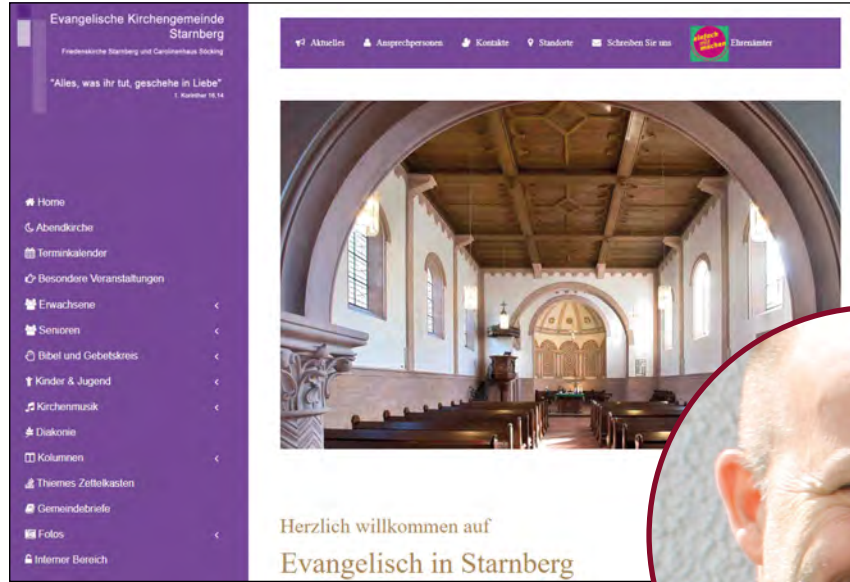 Evangelische Kirchengemeinde
Starnberg
Friedenskirche Starnberg und Carolinenhaus Söcking
"Alles, was ihr tut, geschehe in Liebe"
1. Korinther 16,14
Home
Abendkirche
Terminkalender
Besondere Veranstaltungen
Erwachsene
Senioren
Bibel und Gebetskreis
Kinder & Jugend
Kirchenmusik
Diakonie
Kolumnen
Thiemes Zettelkasten
Gemeindebriefe
Fotos
Interner Bereich
Aktuelles Ansprechpersonen Kontakte Standorte Schreiben Sie uns einfach mit machen Ehrenämter
Herzlich willkommen auf
Evangelisch in Starnberg